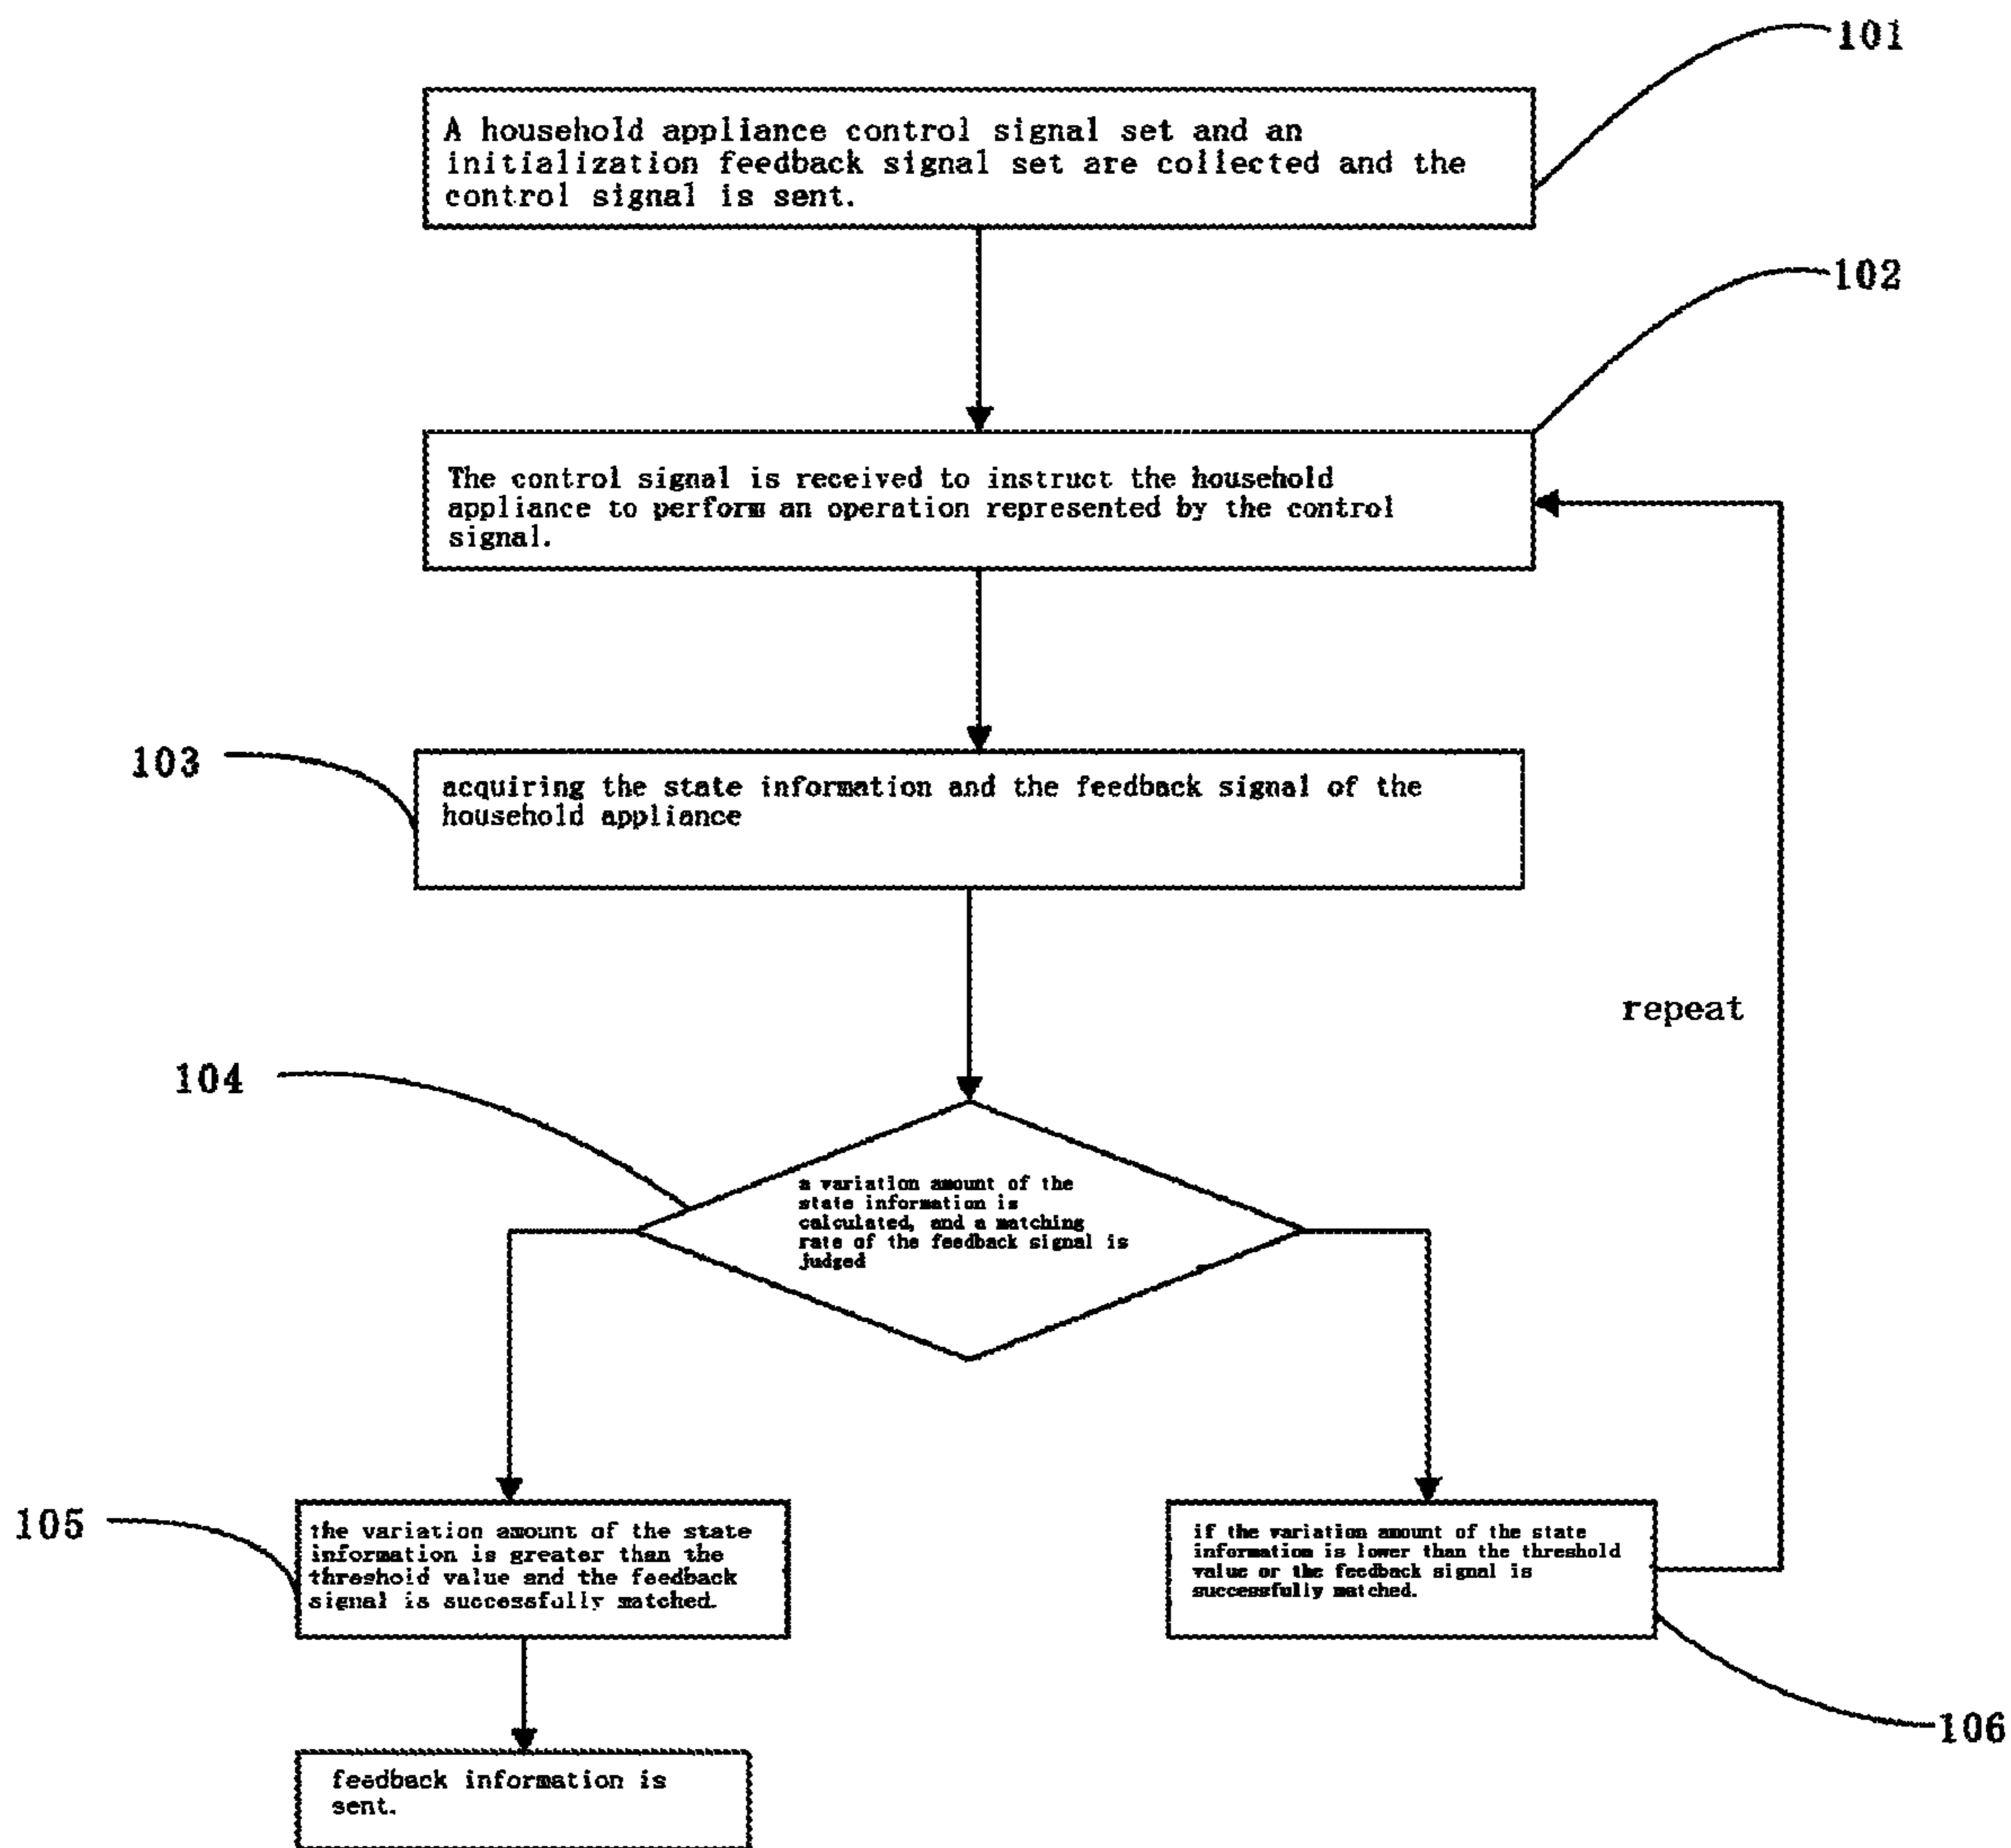 101
A household appliance control signal set and an
initialization feedback signal set are collected and the
control signal is sent.
102
The control signal is received to instruct the household
appliance to perform an operation represented by the control
signal.
103
acquiring the state information and the feedback signal of the
household appliance
repeat
104
a variation amount of the
state information is
calculated, and a matching
rate of the feedback signal is
judged
105
the variation amount of the state
information is greater than the
threshold value and the feedback
signal is successfully matched.
if the variation amount of the state
information is lower than the threshold
value or the feedback signal is
successfully matched.
106
feedback information is
sent.